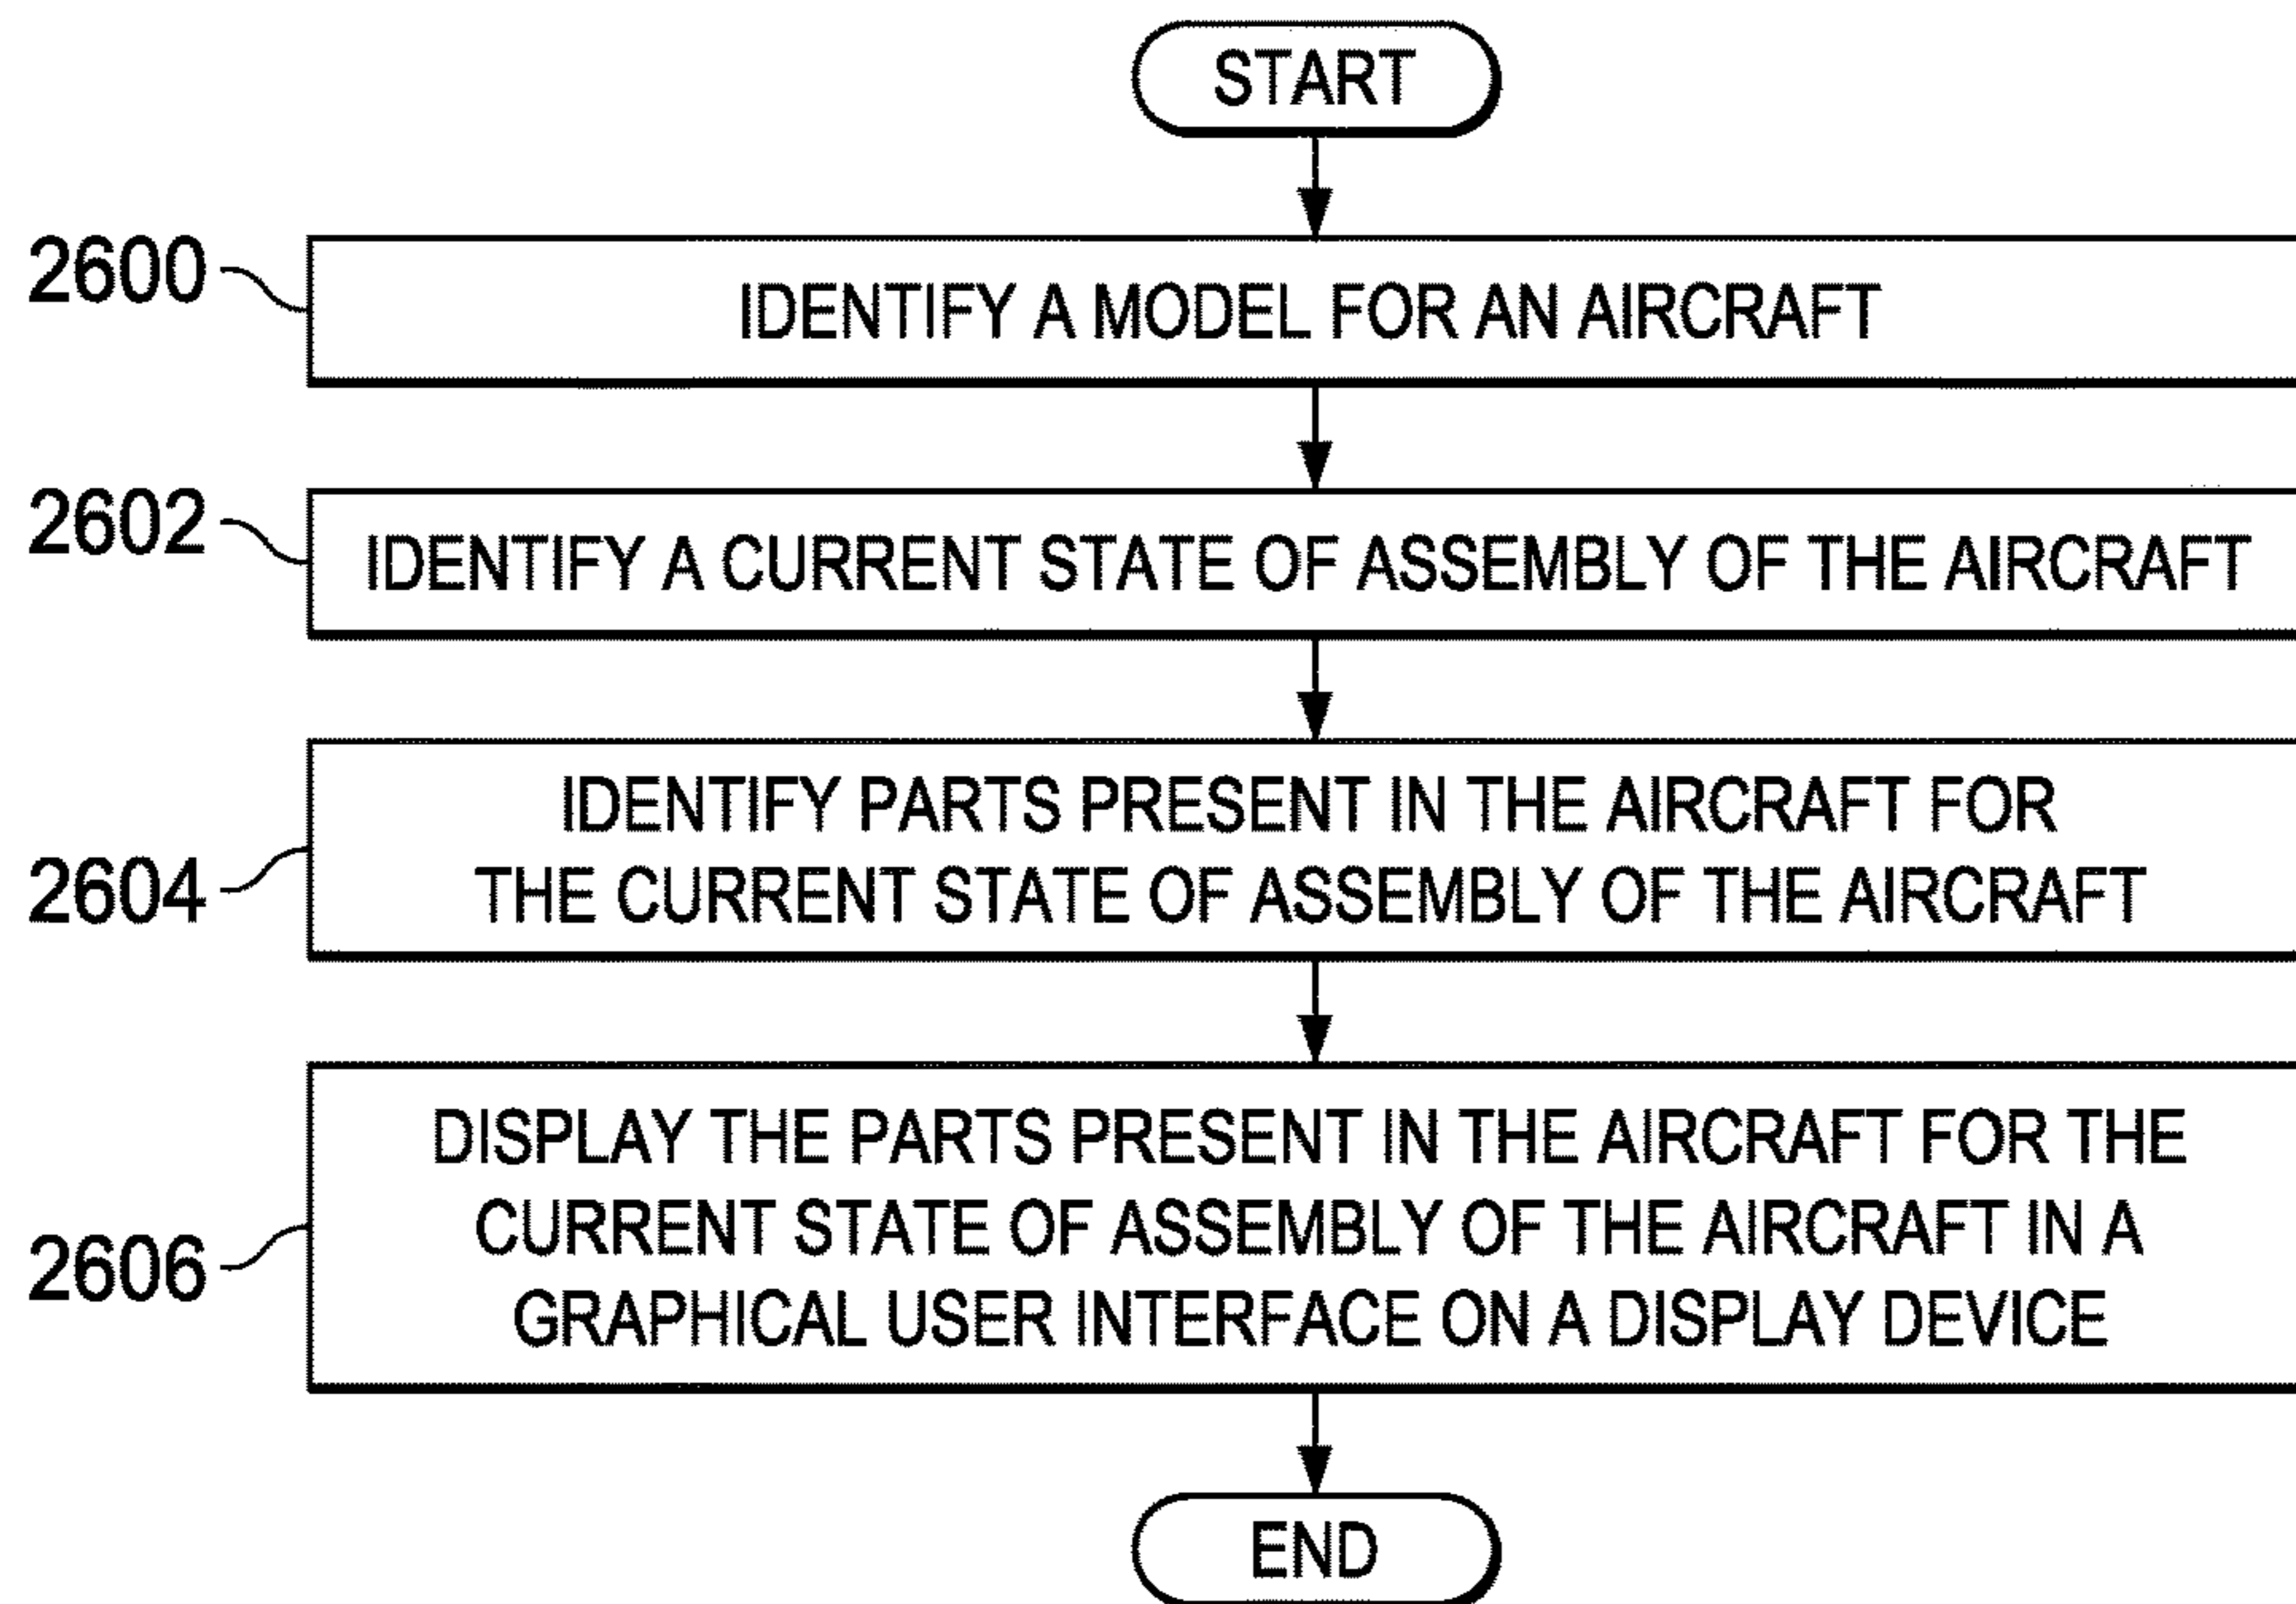 START
2600
IDENTIFY A MODEL FOR AN AIRCRAFT
2602
IDENTIFY A CURRENT STATE OF ASSEMBLY OF THE AIRCRAFT
IDENTIFY PARTS PRESENT IN THE AIRCRAFT FOR
THE CURRENT STATE OF ASSEMBLY OF THE AIRCRAFT
2604
DISPLAY THE PARTS PRESENT IN THE AIRCRAFT FOR THE
CURRENT STATE OF ASSEMBLY OF THE AIRCRAFT IN A
GRAPHICAL USER INTERFACE ON A DISPLAY DEVICE
2606
END